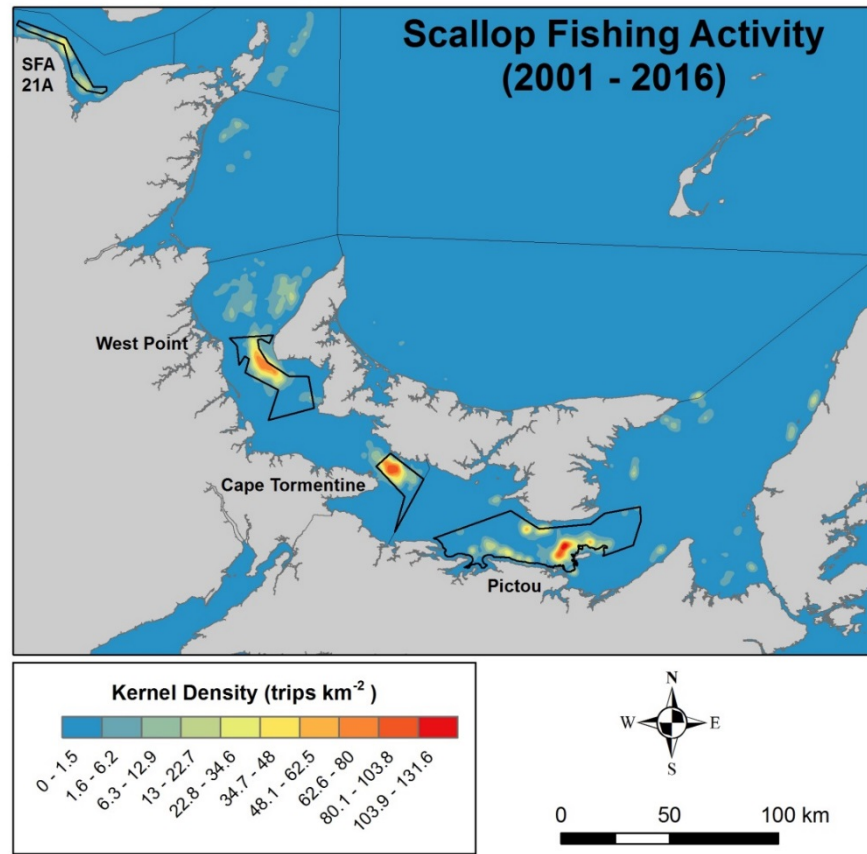 Scallop Fishing Activity
(2001 - 2016)
SFA
21A
West Point
Cape Tormentine
Pictou
Kernel Density (trips km-2 )
0 - 1.5
1.6 - 6.2
6.3 - 12.9
13 - 22.7
22.8 - 34.6
34.7 - 48
48.1 - 62.5
62.6 - 80
80.1 - 103.8
103.9 - 131.6
N
W E
S
0 50 100 km